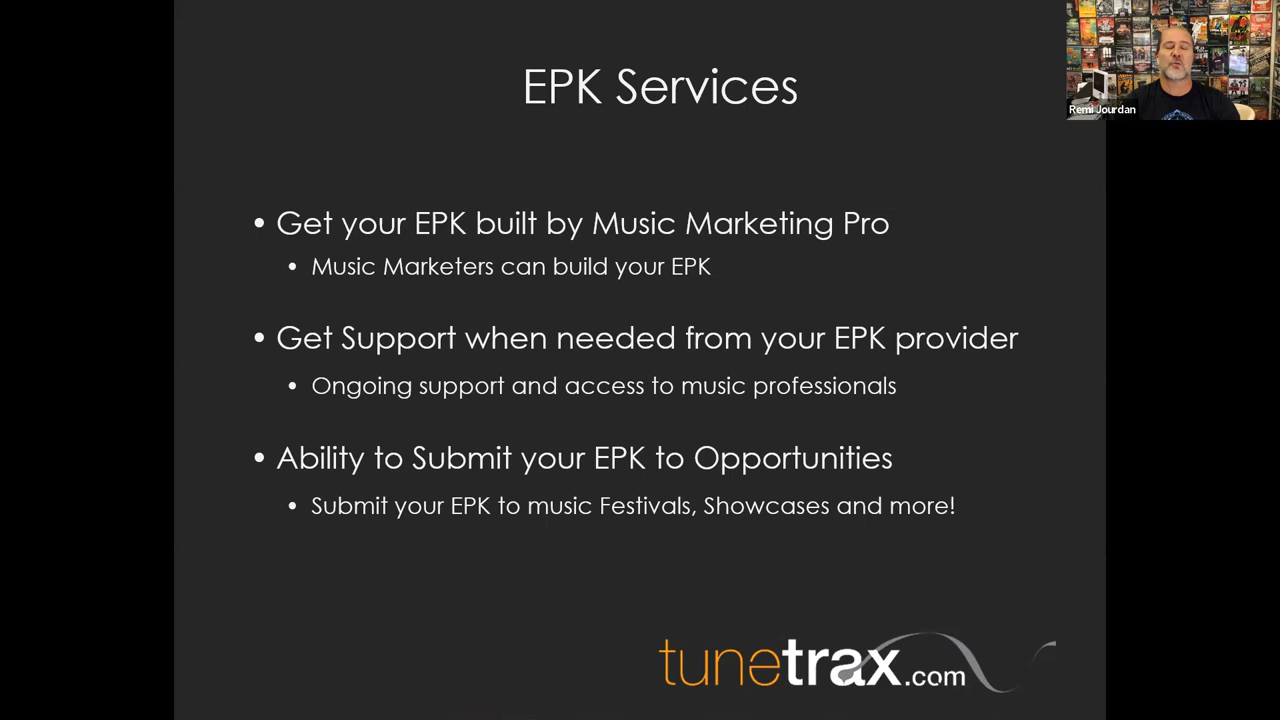 EPK Services
Remi Jourdan
• Get your EPK built by Music Marketing Pro
• Music Marketers can build your EPK
• Get Support when needed from your EPK provider
• Ongoing support and access to music professionals
• Ability to Submit your EPK to Opportunities
• Submit your EPK to music Festivals, Showcases and more!
tunetrax.com